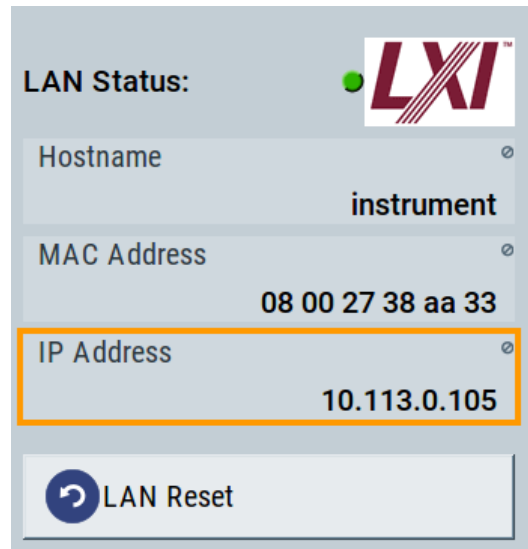 LAN Status:
LXI™
Hostname
instrument
MAC Address
08 00 27 38 aa 33
IP Address
10.113.0.105
LAN Reset